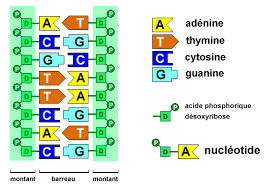 P P
D A T D
P P
D C G D
P P
D G C D
P P
D T A D
P P
D T A D
P P
D C G D
P P
D A T D
P P
D C G D
montant barreau montant
A adénine
T thymine
C cytosine
G guanine
P acide phosphorique
D désoxyribose
P
D A nucléotide